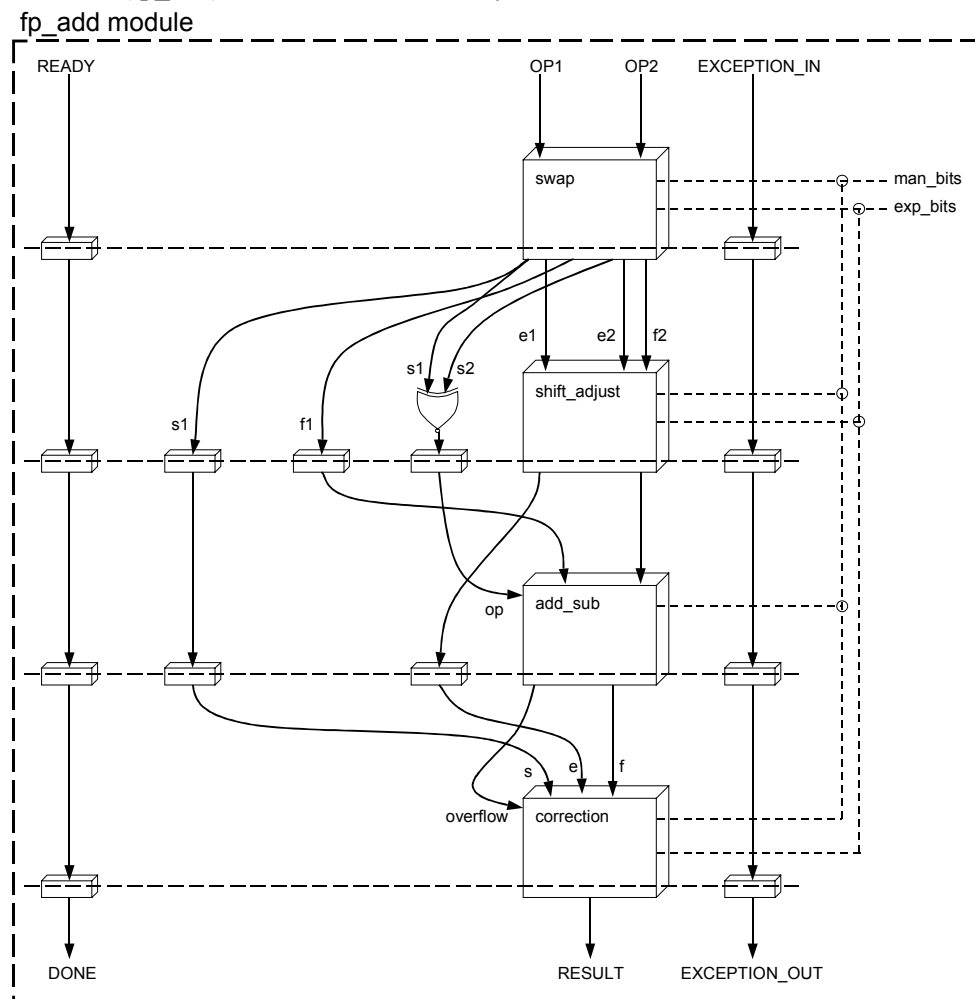 fp_add module
READY
OP1
OP2
EXCEPTION_IN
swap
man_bits
exp_bits
e1
e2
f2
s1
s2
shift_adjust
s1
f1
op
add_sub
s
e
f
overflow
correction
DONE
RESULT
EXCEPTION_OUT